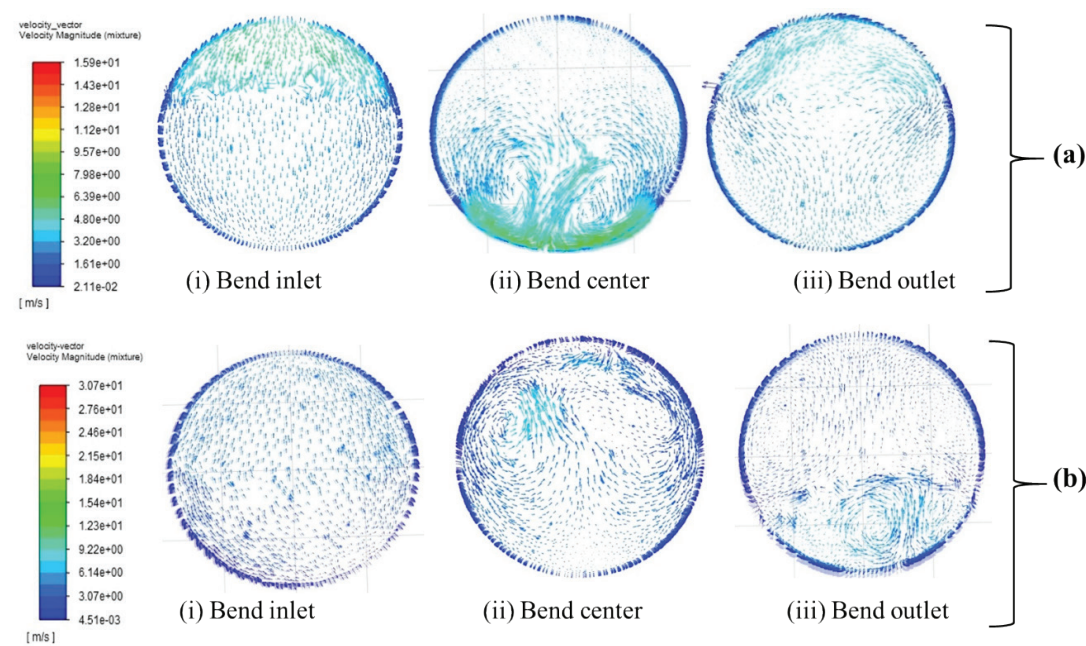 velocity_vector
Velocity Magnitude (mixture)
1.59e+01
1.43e+01
1.28e+01
1.12e+01
9.57e+00
7.98e+00
6.39e+00
4.80e+00
3.20e+00
1.61e+00
2.11e-02
[ m/s ]
(i) Bend inlet
(ii) Bend center
(iii) Bend outlet
(a)
velocity-vector
Velocity Magnitude (mixture)
3.07e+01
2.76e+01
2.46e+01
2.15e+01
1.84e+01
1.54e+01
1.23e+01
9.22e+00
6.14e+00
3.07e+00
4.51e-03
[ m/s ]
(i) Bend inlet
(ii) Bend center
(iii) Bend outlet
(b)